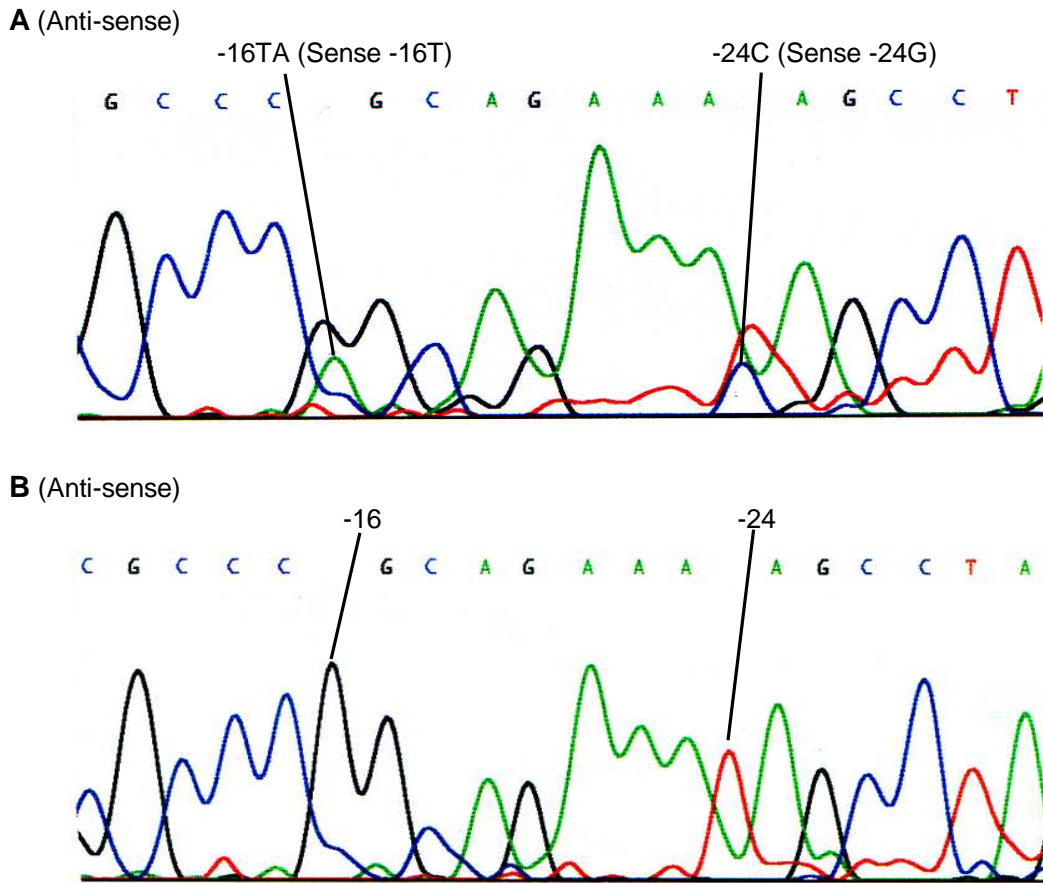 A (Anti-sense)
-16TA (Sense -16T) -24C (Sense -24G)
G C C C G C A G A A A A G C C T
B (Anti-sense)
-16 -24
C G C C C G C A G A A A A G C C T A